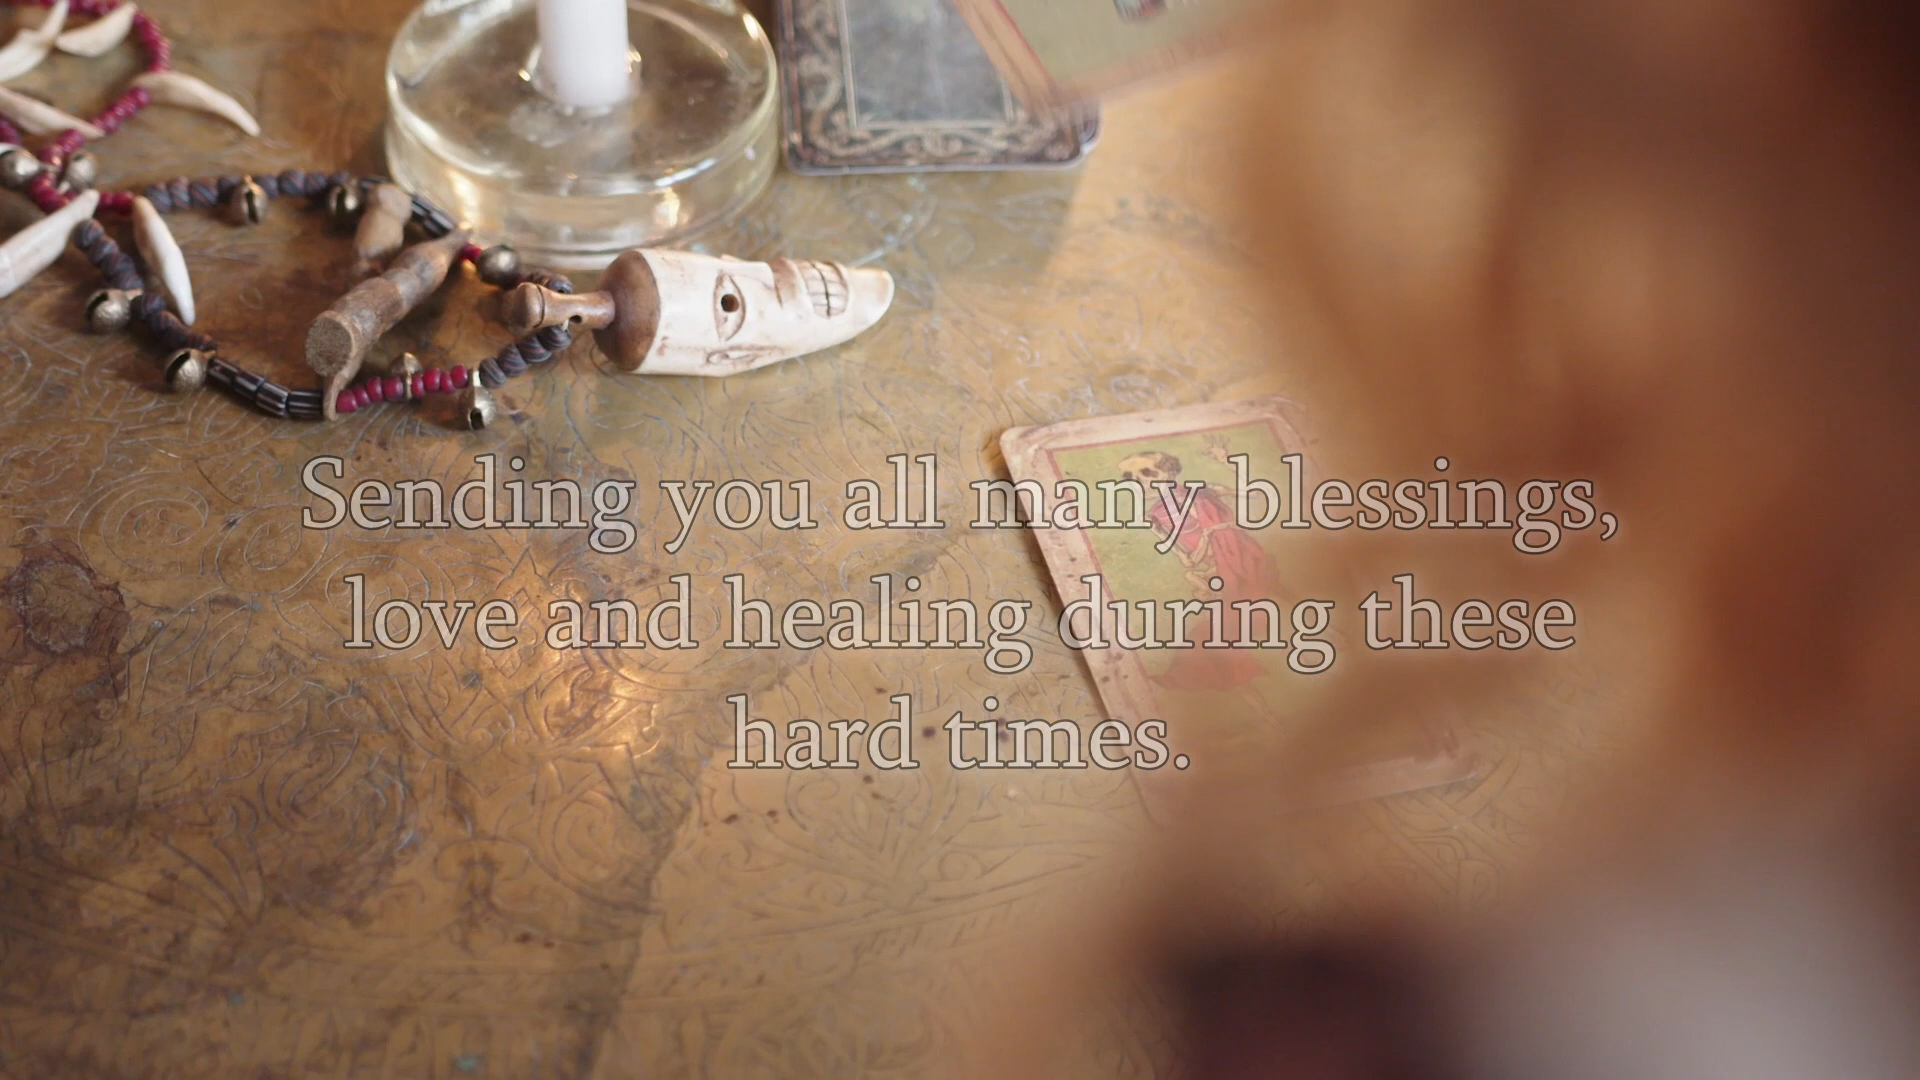 Sending you all many blessings,
love and healing during these
hard times.